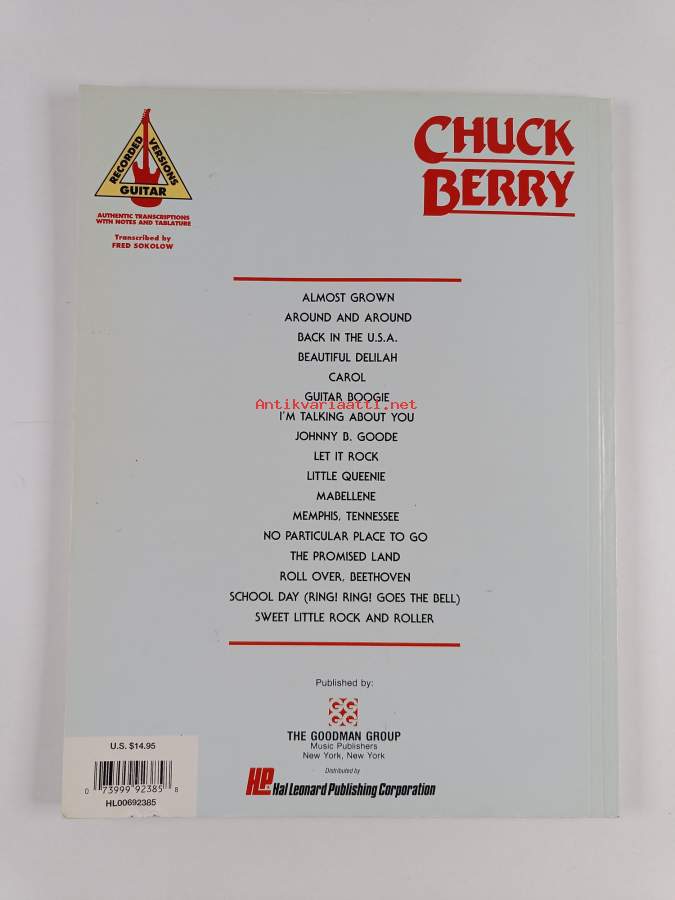 CHUCK
BERRY
RECORDED VERSIONS
GUITAR
AUTHENTIC TRANSCRIPTIONS
WITH NOTES AND TABLATURE
Transcribed by
FRED SOKOLOW
ALMOST GROWN
AROUND AND AROUND
BACK IN THE U.S.A.
BEAUTIFUL DELILAH
CAROL
GUITAR BOOGIE
Antikvariaatti.net
I'M TALKING ABOUT YOU
JOHNNY B. GOODE
LET IT ROCK
LITTLE QUEENIE
MABELLENE
MEMPHIS, TENNESSEE
NO PARTICULAR PLACE TO GO
THE PROMISED LAND
ROLL OVER, BEETHOVEN
SCHOOL DAY (RING! RING! GOES THE BELL)
SWEET LITTLE ROCK AND ROLLER
Published by:
GG
GG
THE GOODMAN GROUP
Music Publishers
New York, New York
Distributed by
HL Hal Leonard Publishing Corporation
U.S. $14.95
0 73999 92385 8
HL00692385